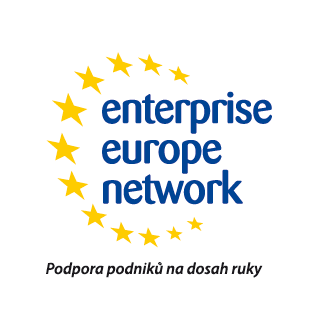 enterprise
europe
network
Podpora podniků na dosah ruky